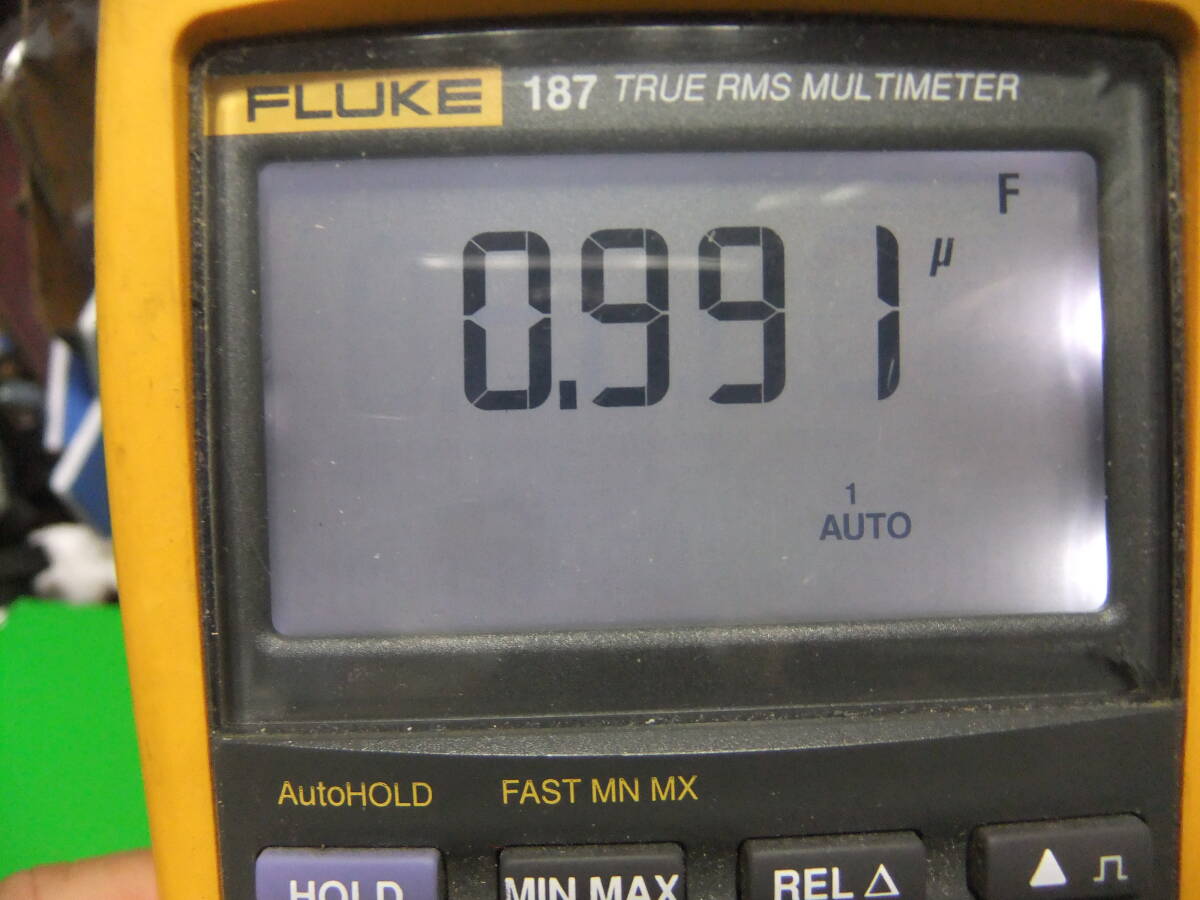 FLUKE 187 TRUE RMS MULTIMETER
F
0.991 µ
1
AUTO
AutoHOLD FAST MN MX
HOLD MIN MAX REL △